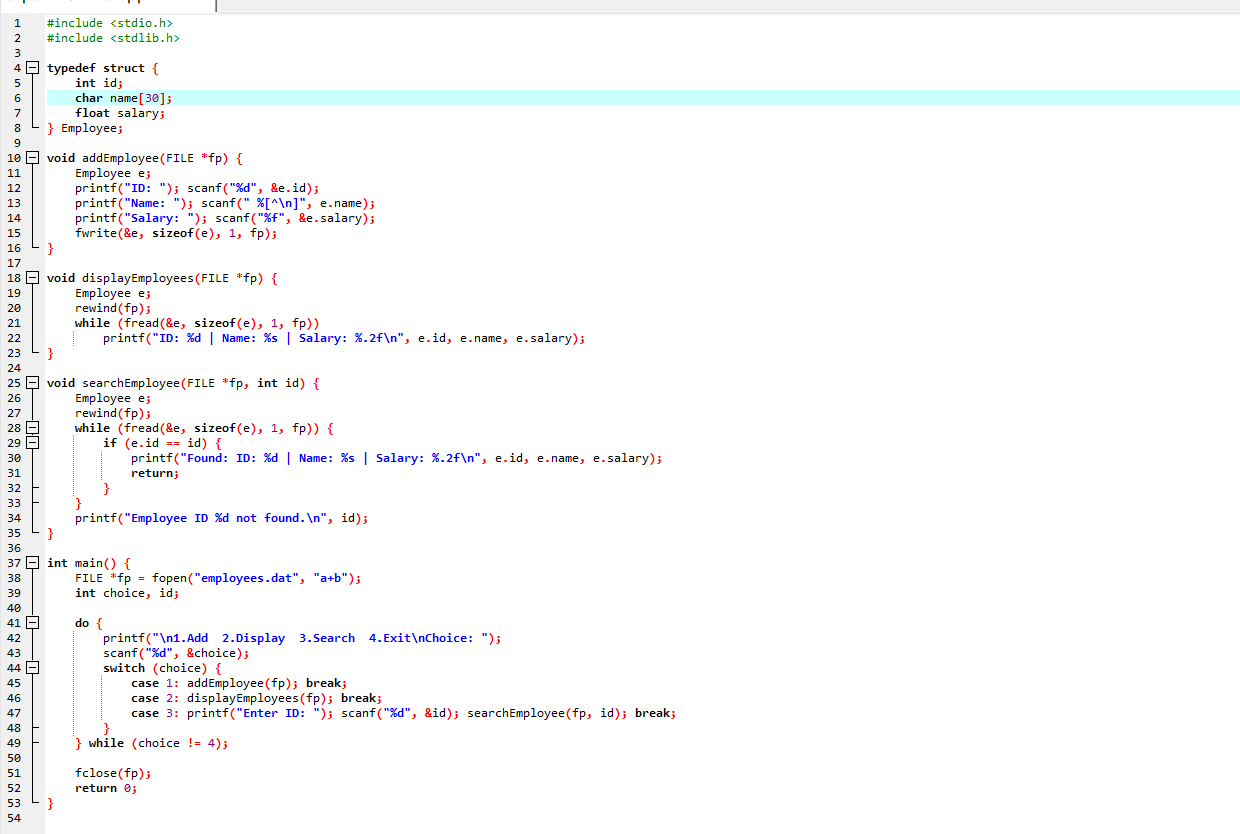 1 #include <stdio.h>
2 #include <stdlib.h>
3
4 typedef struct {
5     int id;
6     char name[30];
7     float salary;
8 } Employee;
9
10 void addEmployee(FILE *fp) {
11     Employee e;
12     printf("ID: "); scanf("%d", &e.id);
13     printf("Name: "); scanf(" %[^\n]", e.name);
14     printf("Salary: "); scanf("%f", &e.salary);
15     fwrite(&e, sizeof(e), 1, fp);
16 }
17
18 void displayEmployees(FILE *fp) {
19     Employee e;
20     rewind(fp);
21     while (fread(&e, sizeof(e), 1, fp))
22         printf("ID: %d | Name: %s | Salary: %.2f\n", e.id, e.name, e.salary);
23 }
24
25 void searchEmployee(FILE *fp, int id) {
26     Employee e;
27     rewind(fp);
28     while (fread(&e, sizeof(e), 1, fp)) {
29         if (e.id == id) {
30             printf("Found: ID: %d | Name: %s | Salary: %.2f\n", e.id, e.name, e.salary);
31             return;
32         }
33     }
34     printf("Employee ID %d not found.\n", id);
35 }
36
37 int main() {
38     FILE *fp = fopen("employees.dat", "a+b");
39     int choice, id;
40
41     do {
42         printf("\n1.Add  2.Display  3.Search  4.Exit\nChoice: ");
43         scanf("%d", &choice);
44         switch (choice) {
45             case 1: addEmployee(fp); break;
46             case 2: displayEmployees(fp); break;
47             case 3: printf("Enter ID: "); scanf("%d", &id); searchEmployee(fp, id); break;
48         }
49     } while (choice != 4);
50
51     fclose(fp);
52     return 0;
53 }
54